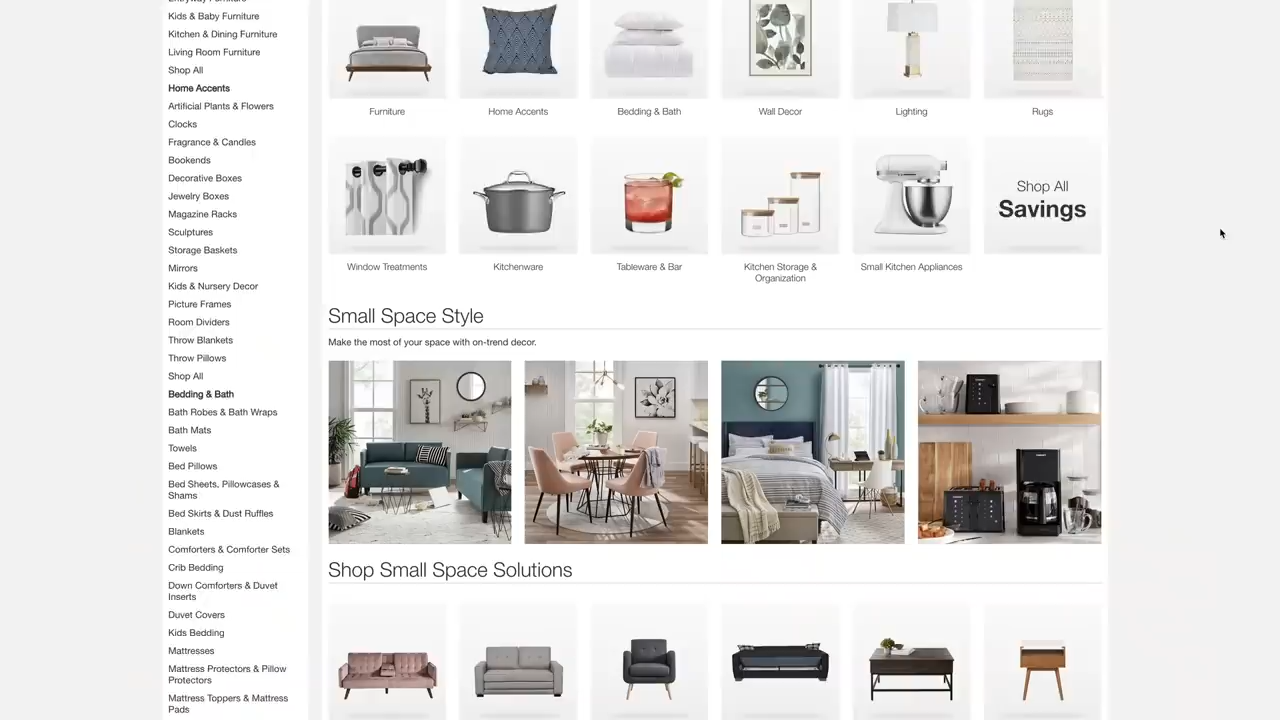 Kids & Baby Furniture
Kitchen & Dining Furniture
Living Room Furniture
Shop All
Home Accents
Artificial Plants & Flowers
Clocks
Fragrance & Candles
Bookends
Decorative Boxes
Jewelry Boxes
Magazine Racks
Sculptures
Storage Baskets
Mirrors
Kids & Nursery Decor
Picture Frames
Room Dividers
Throw Blankets
Throw Pillows
Shop All
Bedding & Bath
Bath Robes & Bath Wraps
Bath Mats
Towels
Bed Pillows
Bed Sheets, Pillowcases &
Shams
Bed Skirts & Dust Ruffles
Blankets
Comforters & Comforter Sets
Crib Bedding
Down Comforters & Duvet
Inserts
Duvet Covers
Kids Bedding
Mattresses
Mattress Protectors & Pillow
Protectors
Mattress Toppers & Mattress
Pads
Furniture
Home Accents
Bedding & Bath
Wall Decor
Lighting
Rugs
Shop All
Savings
Window Treatments
Kitchenware
Tableware & Bar
Kitchen Storage &
Organization
Small Kitchen Appliances
Small Space Style
Make the most of your space with on-trend decor.
Shop Small Space Solutions